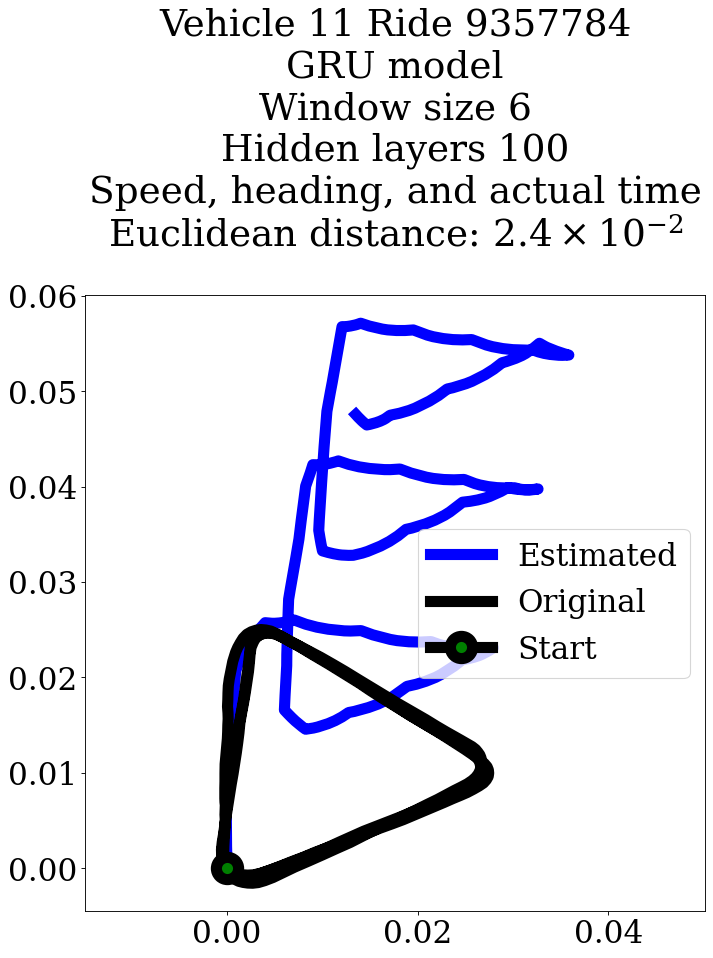 Vehicle 11 Ride 9357784
GRU model
Window size 6
Hidden layers 100
Speed, heading, and actual time
Euclidean distance: 2.4 × 10⁻²
0.06
0.05
0.04
0.03
0.02
0.01
0.00
Estimated
Original
Start
0.00 0.02 0.04